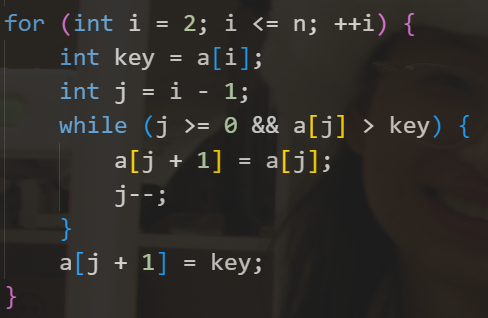 for (int i = 2; i <= n; ++i) {
    int key = a[i];
    int j = i - 1;
    while (j >= 0 && a[j] > key) {
        a[j + 1] = a[j];
        j--;
    }
    a[j + 1] = key;
}